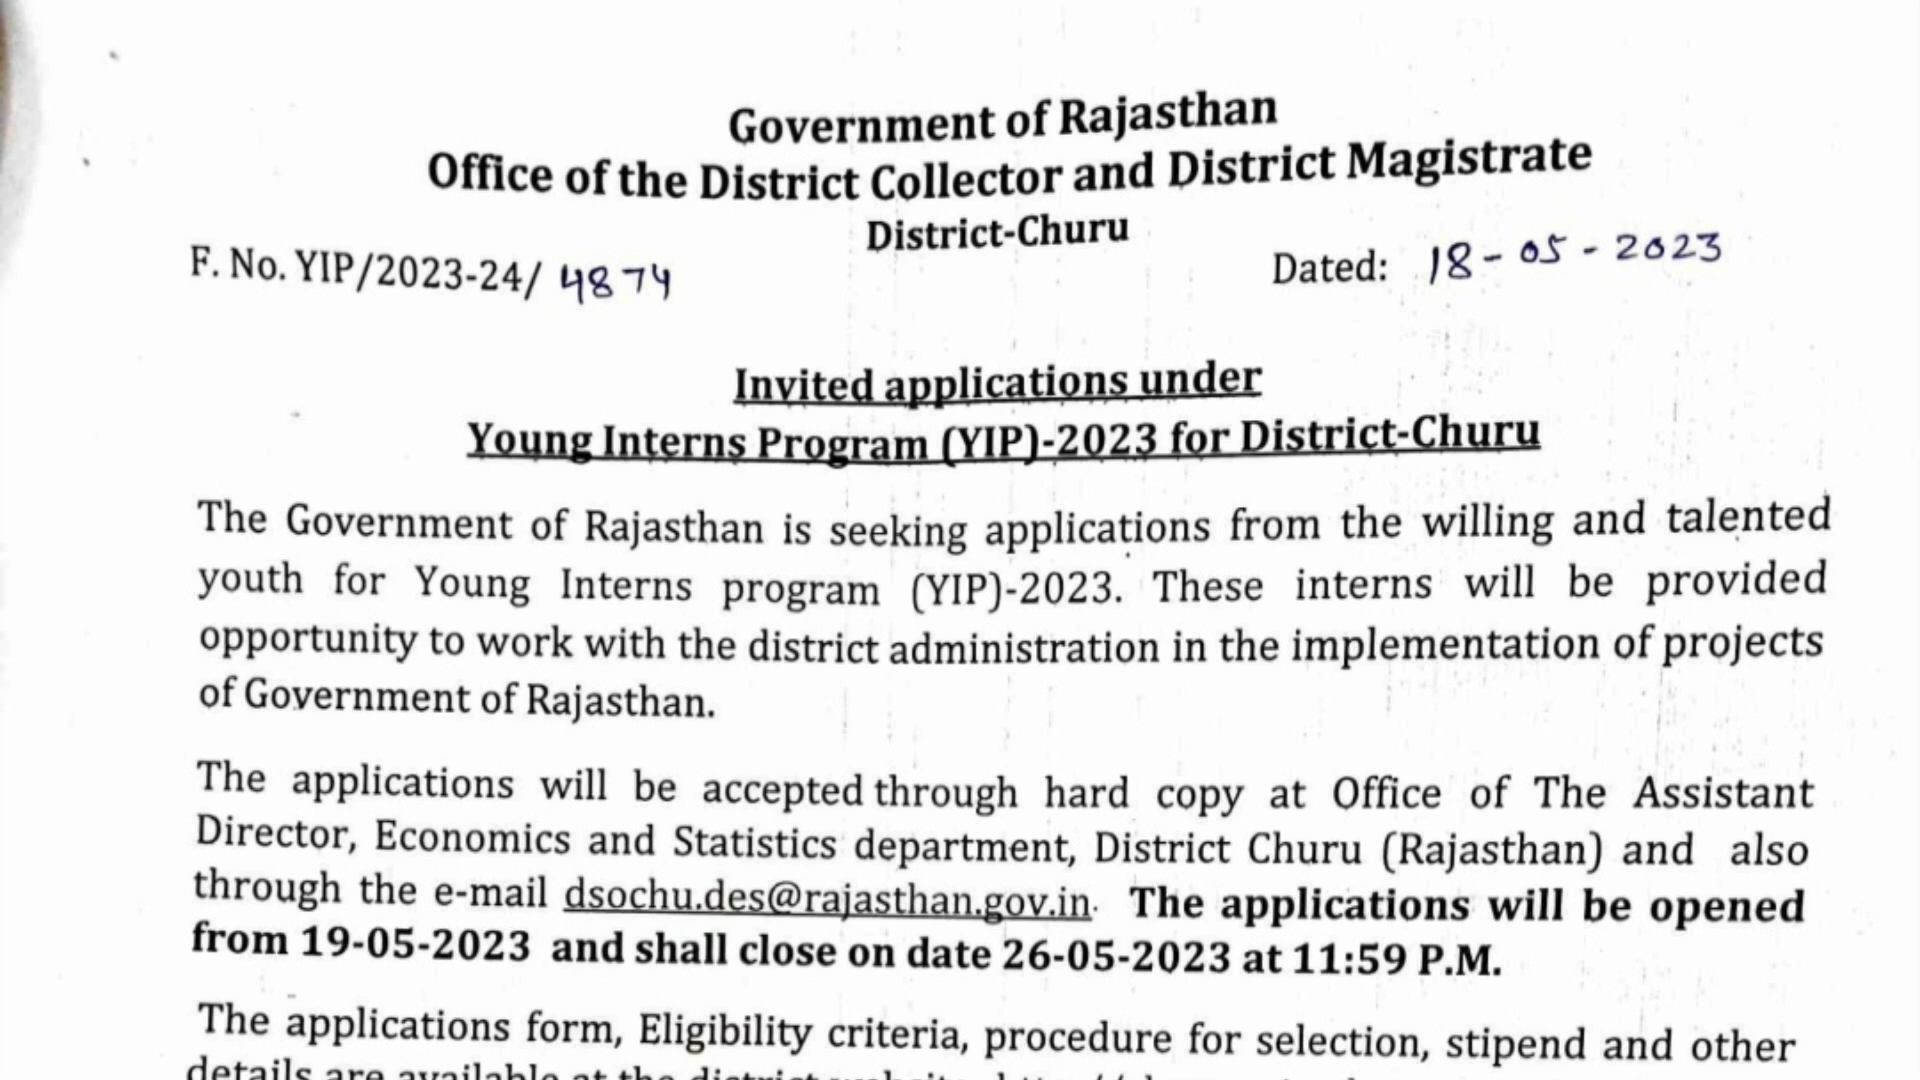 Government of Rajasthan
Office of the District Collector and District Magistrate
District-Churu
F. No. YIP/2023-24/ 4874 Dated: 18-05-2023
Invited applications under
Young Interns Program (YIP)-2023 for District-Churu
The Government of Rajasthan is seeking applications from the willing and talented
youth for Young Interns program (YIP)-2023. These interns will be provided
opportunity to work with the district administration in the implementation of projects
of Government of Rajasthan.
The applications will be accepted through hard copy at Office of The Assistant
Director, Economics and Statistics department, District Churu (Rajasthan) and also
through the e-mail dsochu.des@rajasthan.gov.in. The applications will be opened
from 19-05-2023 and shall close on date 26-05-2023 at 11:59 P.M.
The applications form, Eligibility criteria, procedure for selection, stipend and other
details are available at the district website